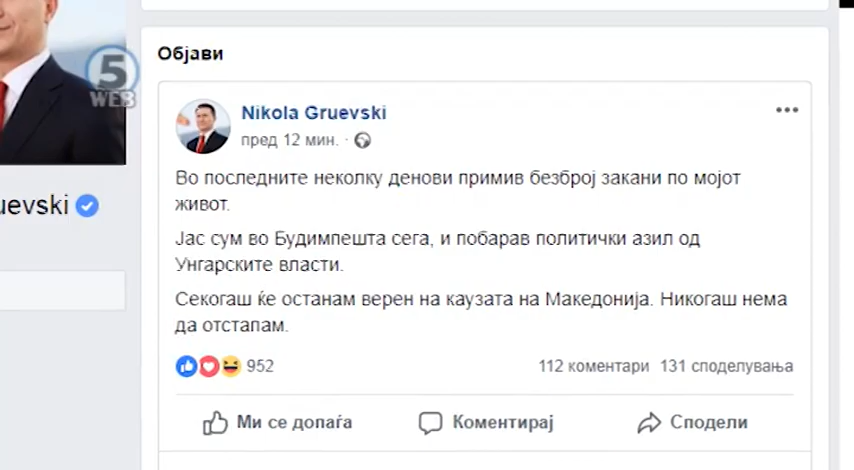 Објави
5
WEB
Nikola Gruevski
пред 12 мин. ·
Во последните неколку денови примив безброј закани по мојот
живот.
uevski
Јас сум во Будимпешта сега, и побарав политички азил од
Унгарските власти.
Секогаш ќе останам верен на каузата на Македонија. Никогаш нема
да отстапам.
952
112 коментари 131 споделувања
Ми се допаѓа Коментирај Сподели